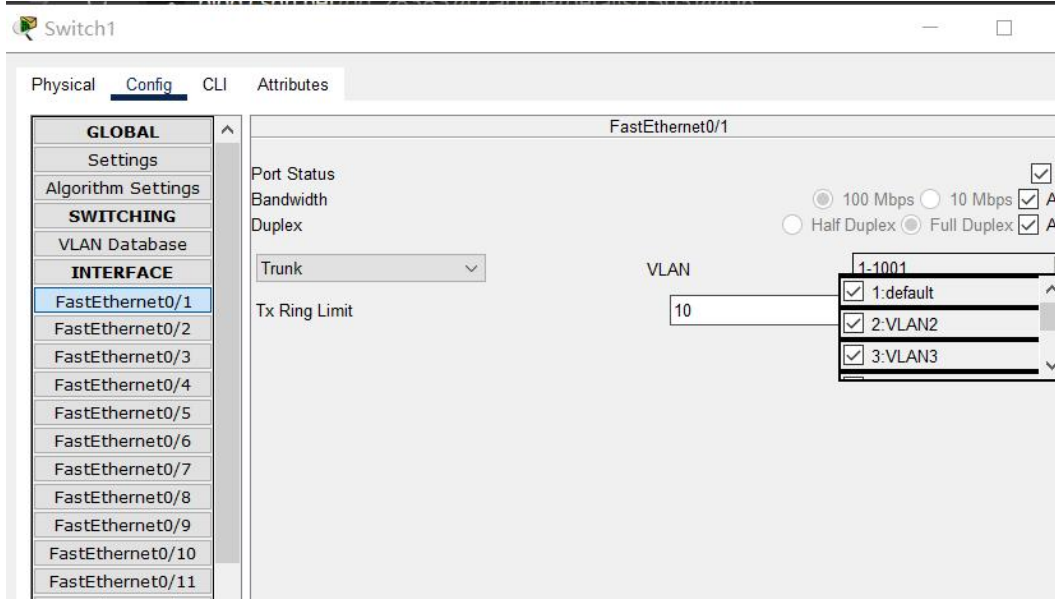 Switch1
Physical Config CLI Attributes
GLOBAL
Settings
Algorithm Settings
SWITCHING
VLAN Database
INTERFACE
FastEthernet0/1
FastEthernet0/2
FastEthernet0/3
FastEthernet0/4
FastEthernet0/5
FastEthernet0/6
FastEthernet0/7
FastEthernet0/8
FastEthernet0/9
FastEthernet0/10
FastEthernet0/11
FastEthernet0/1
Port Status
Bandwidth 100 Mbps 10 Mbps A
Duplex Half Duplex Full Duplex A
Trunk VLAN 1-1001
1:default
2:VLAN2
3:VLAN3
Tx Ring Limit 10